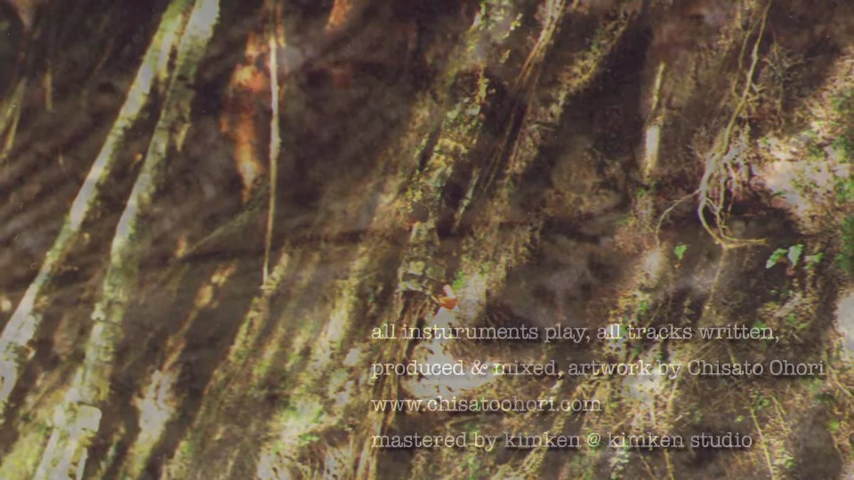 all insturuments play, all tracks written,
produced & mixed, artwork by Chisato Ohori
www.chisatoohori.com
mastered by kimken @ kimken studio